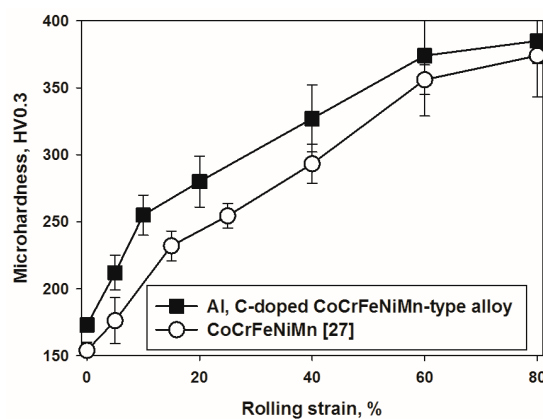 400
350
300
250
200
150
Microhardness, HV0.3
Al, C-doped CoCrFeNiMn-type alloy
CoCrFeNiMn [27]
0
20
40
60
80
Rolling strain, %